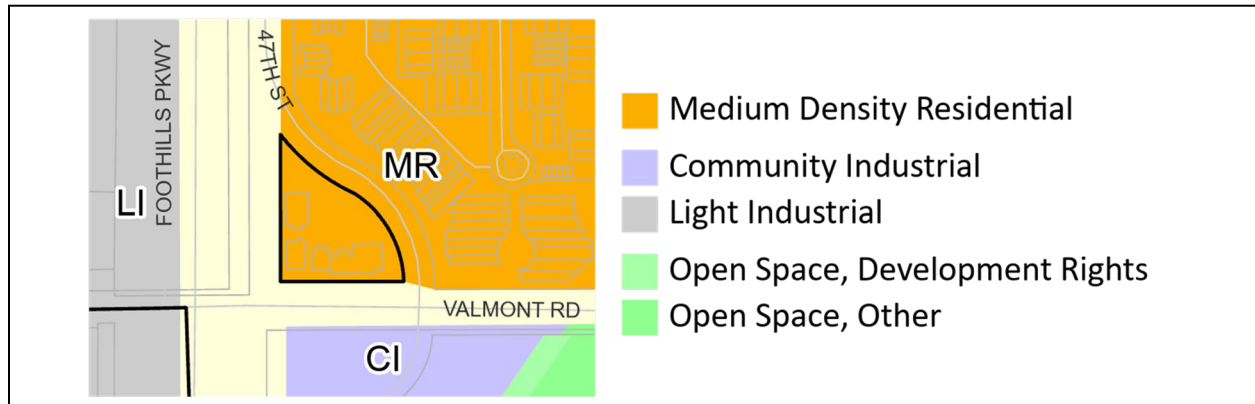 47TH ST
FOOTHILLS PKWY
MR
LI
VALMONT RD
CI
Medium Density Residential
Community Industrial
Light Industrial
Open Space, Development Rights
Open Space, Other